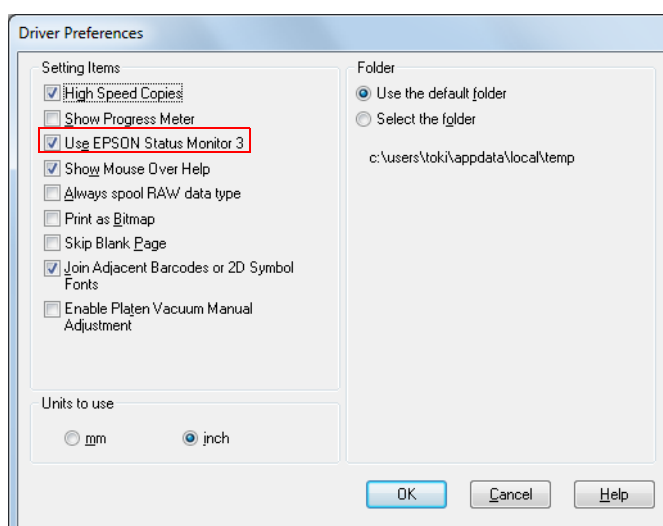 Driver Preferences
Setting Items
High Speed Copies
Show Progress Meter
Use EPSON Status Monitor 3
Show Mouse Over Help
Always spool RAW data type
Print as Bitmap
Skip Blank Page
Join Adjacent Barcodes or 2D Symbol
Fonts
Enable Platen Vacuum Manual
Adjustment
Folder
Use the default folder
Select the folder
c:\users\toki\appdata\local\temp
Units to use
mm
inch
OK
Cancel
Help